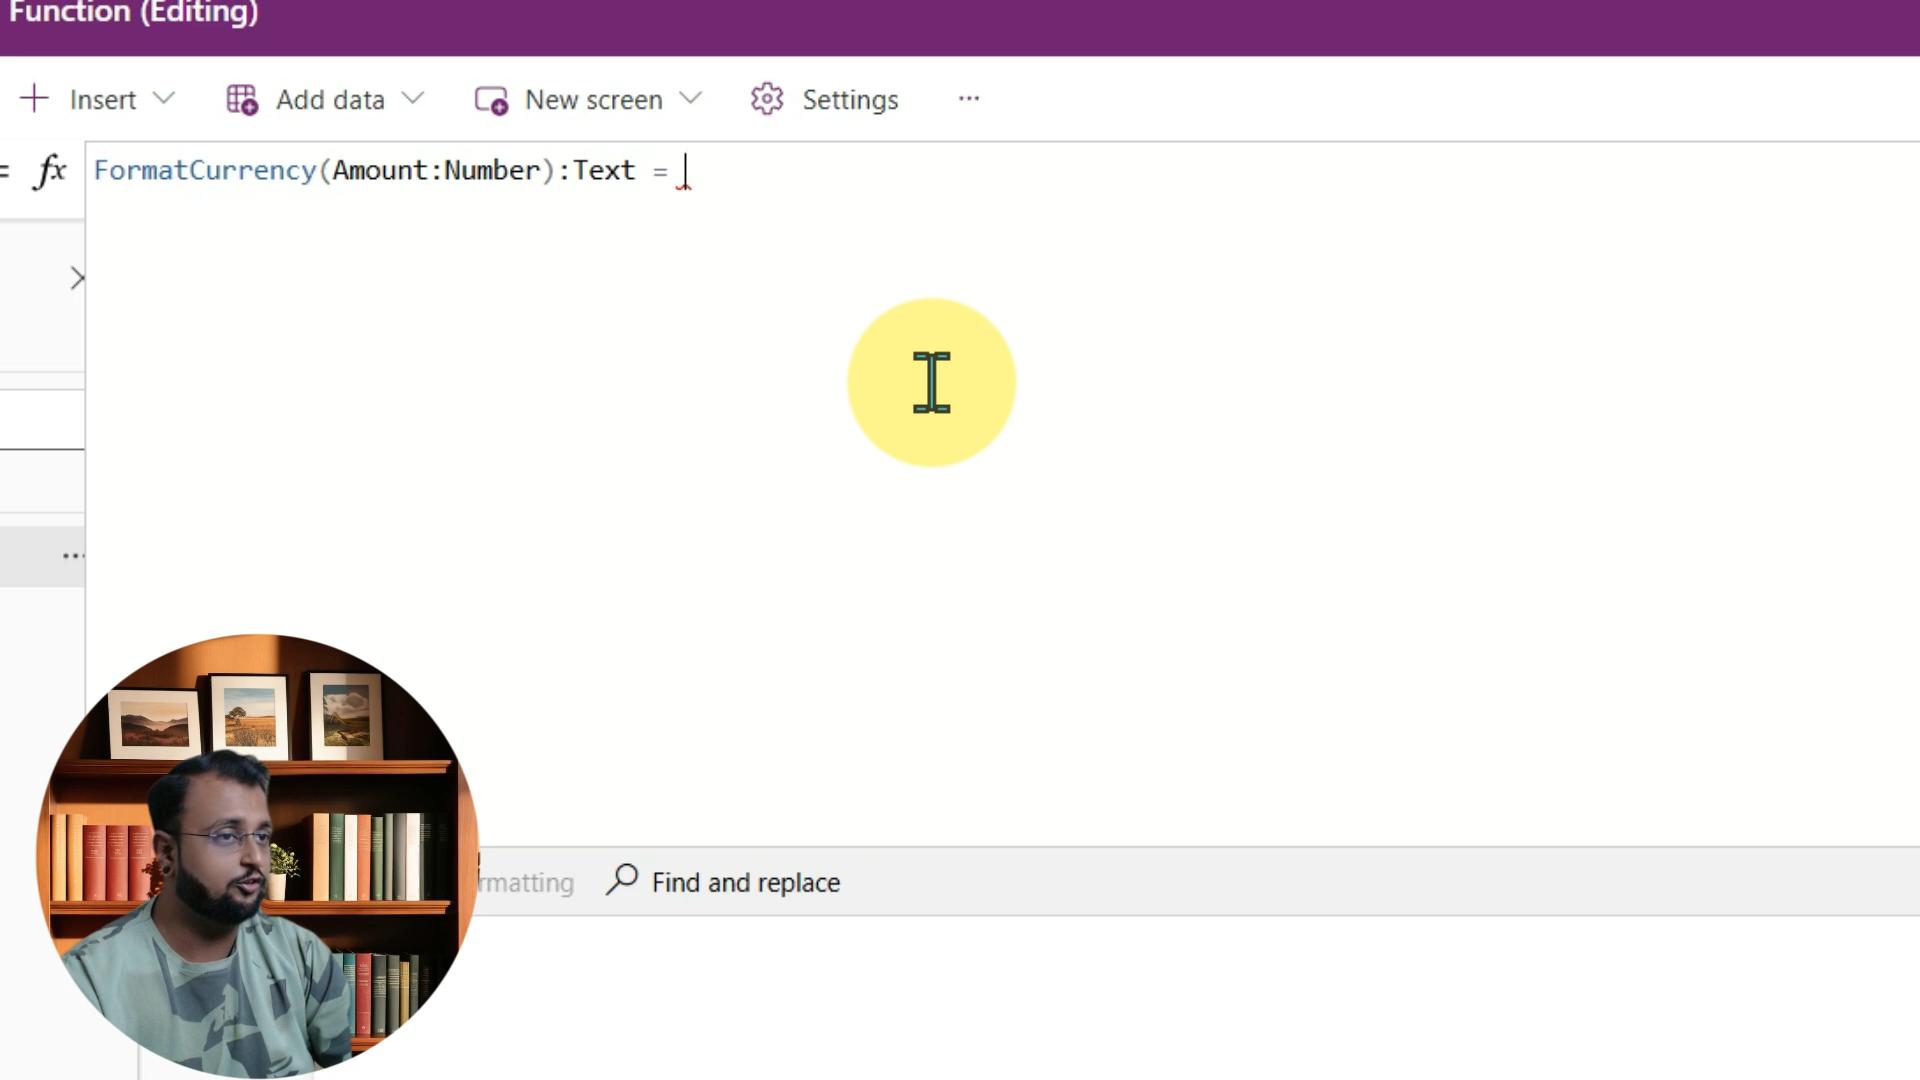 Function (Editing)
Insert
Add data
New screen
Settings
...
= fx FormatCurrency(Amount:Number):Text =
...
rmatting
Find and replace